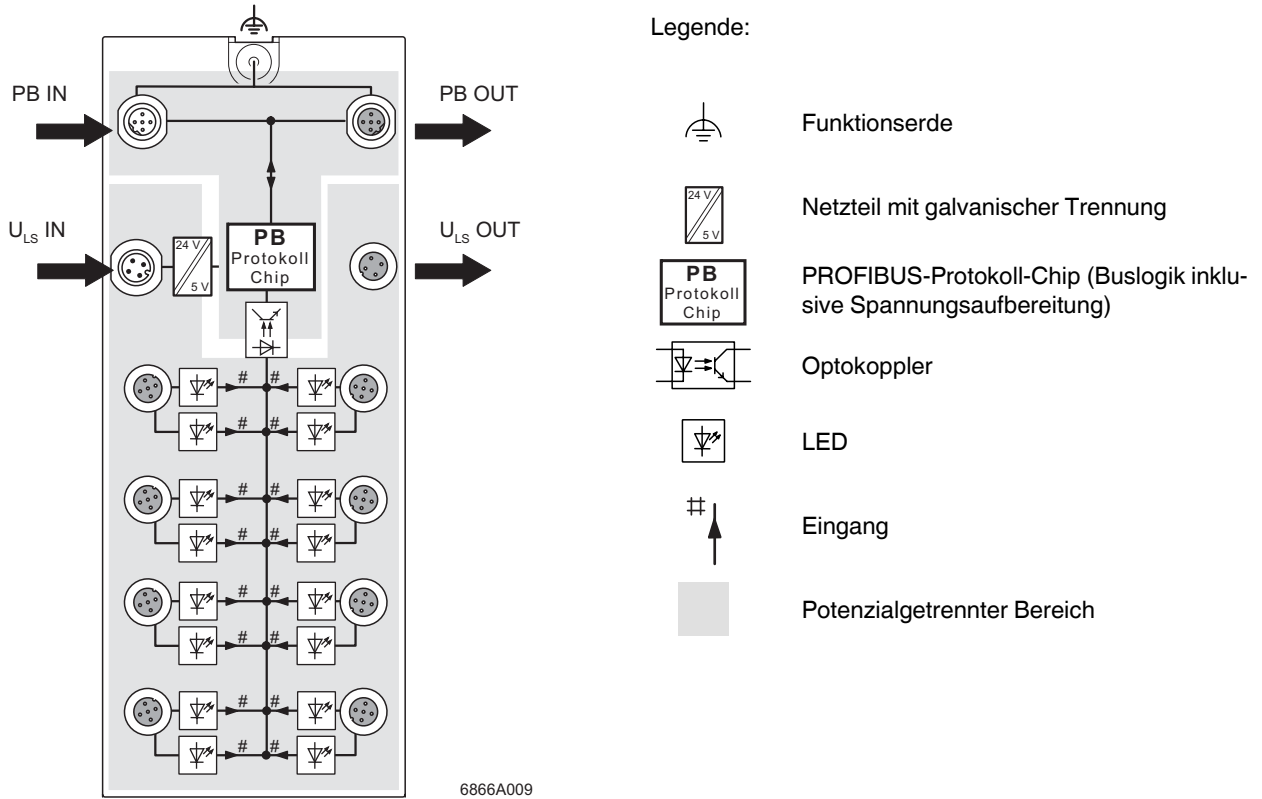 PB IN
PB OUT
U_LS IN
U_LS OUT
24 V
5 V
PB
Protokoll
Chip
# #
# #
# #
# #
# #
# #
# #
# #
6866A009
Legende:
Funktionserde
24 V
5 V
Netzteil mit galvanischer Trennung
PB
Protokoll
Chip
PROFIBUS-Protokoll-Chip (Buslogik inklu-
sive Spannungsaufbereitung)
Optokoppler
LED
#
Eingang
Potenzialgetrennter Bereich